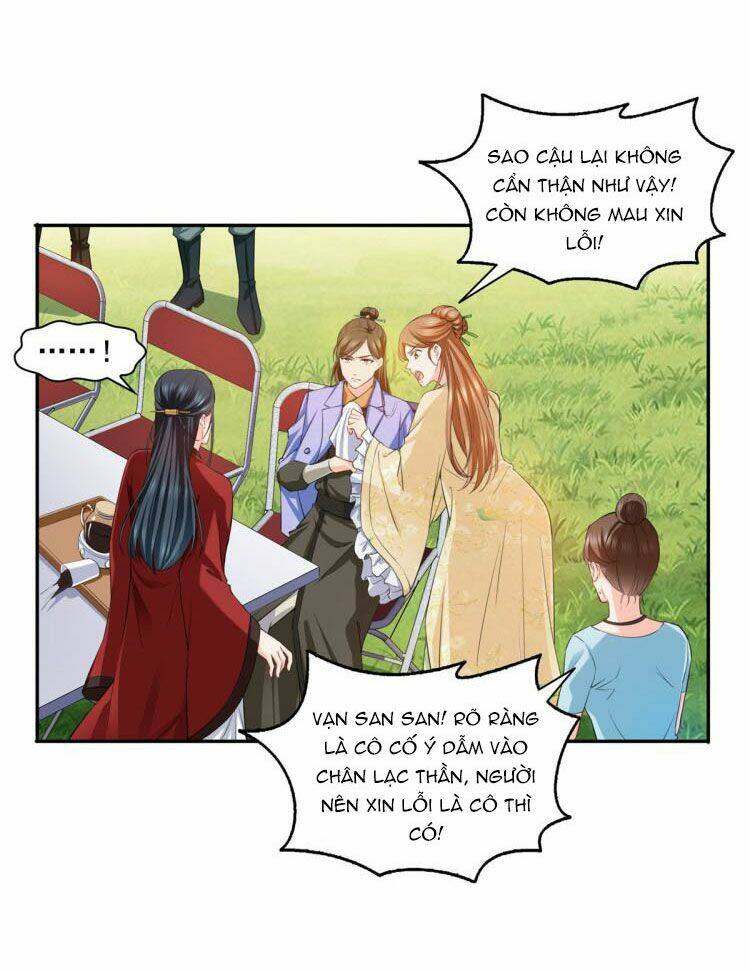 SAO CẬU LẠI KHÔNG
CẨN THẬN NHƯ VẬY!
CÒN KHÔNG MAU XIN
LỖI!
......!
VẠN SAN SAN! RÕ RÀNG
LÀ CÔ CỐ Ý DẪM VÀO
CHÂN LẠC THẦN, NGƯỜI
NÊN XIN LỖI LÀ CÔ THÌ
CÓ!